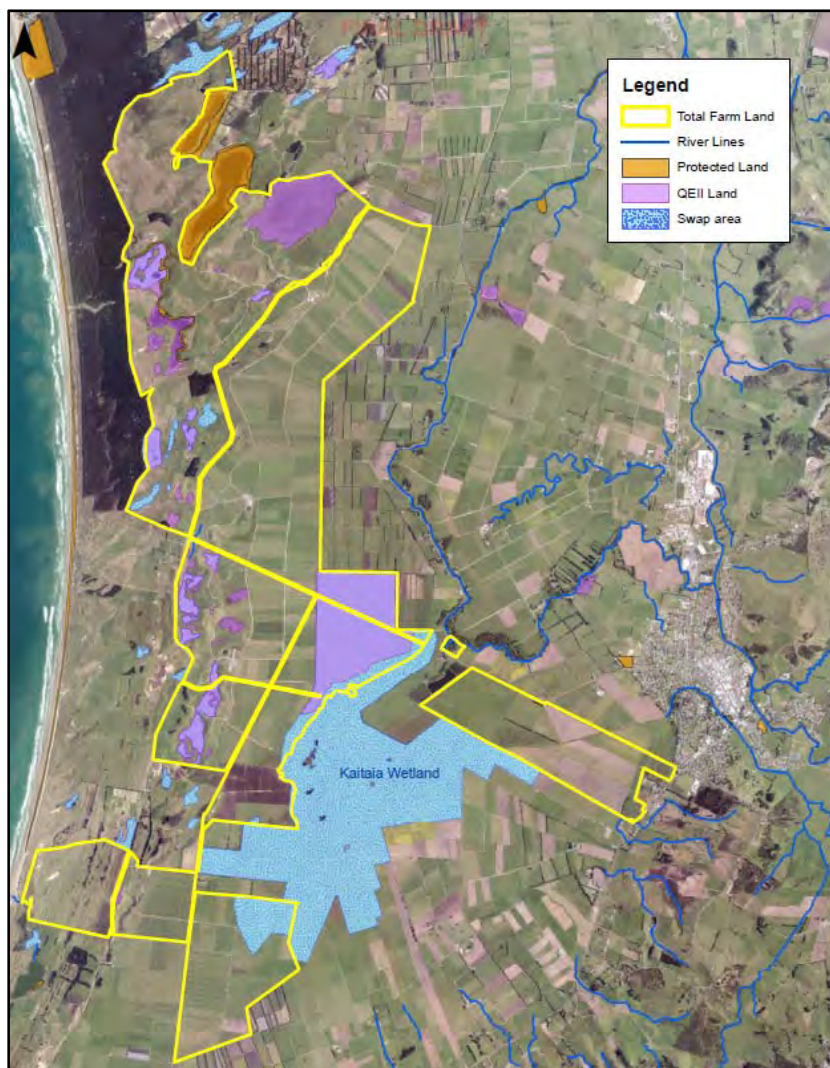 Legend
Total Farm Land
River Lines
Protected Land
QEII Land
Swap area
Kaitaia Wetland